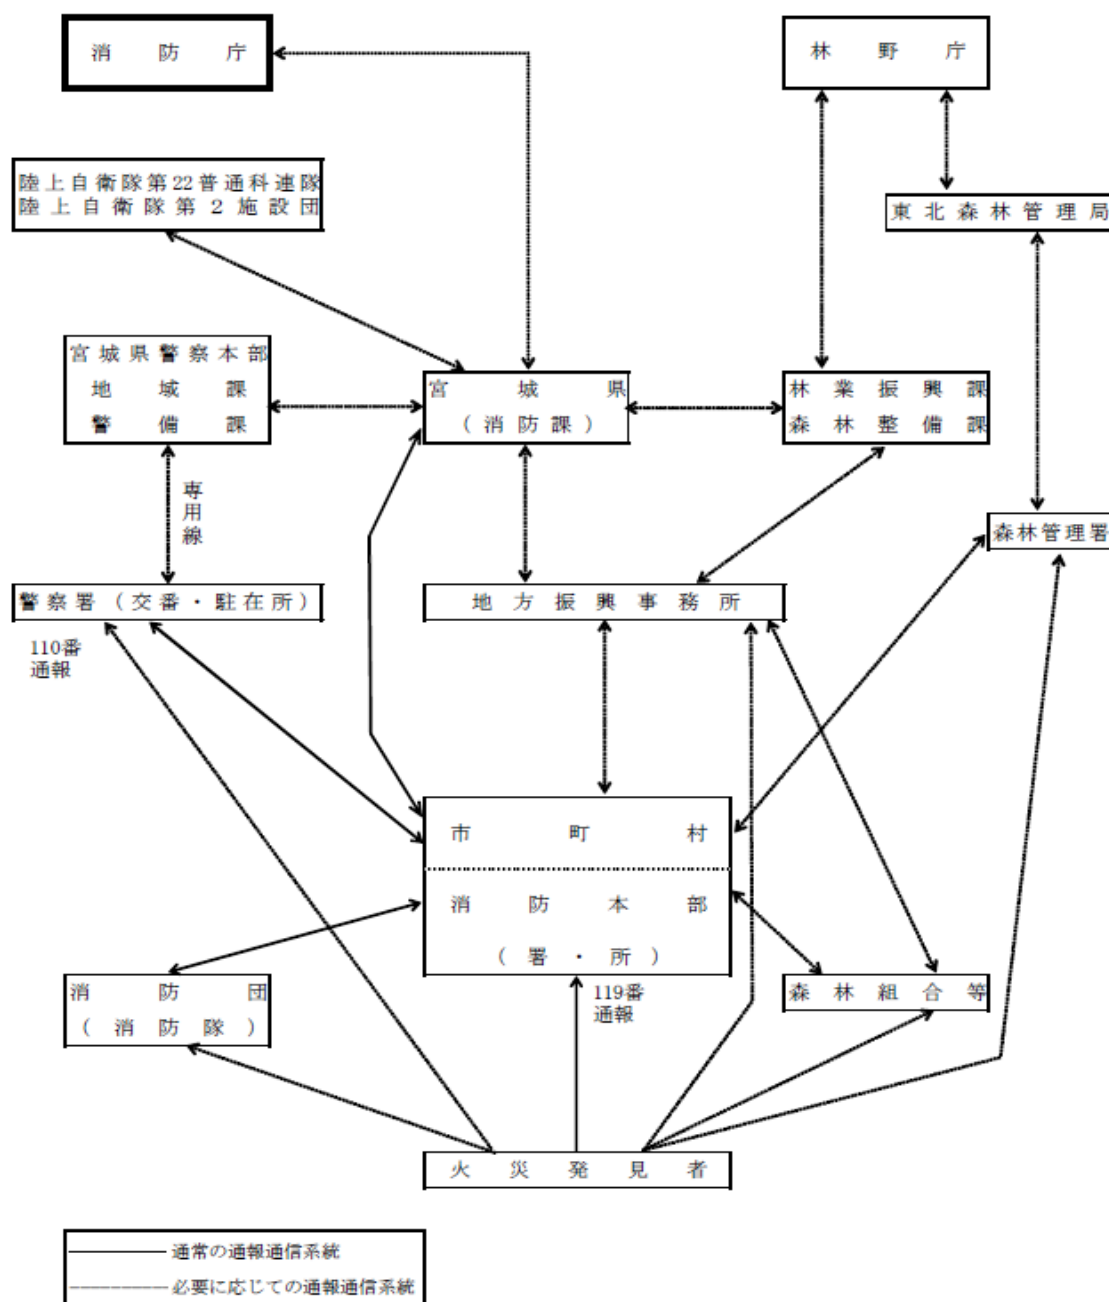 消防庁
林野庁
陸上自衛隊第22普通科連隊
陸上自衛隊第2施設団
東北森林管理局
宮城県警察本部
地域課
警備課
宮城県
(消防課)
林業振興課
森林整備課
専用線
森林管理署
警察署(交番・駐在所)
地方振興事務所
110番
通報
市町村
消防本部
(署・所)
消防団
(消防隊)
119番
通報
森林組合等
火災発見者
通常の通報通信系統
必要に応じての通報通信系統